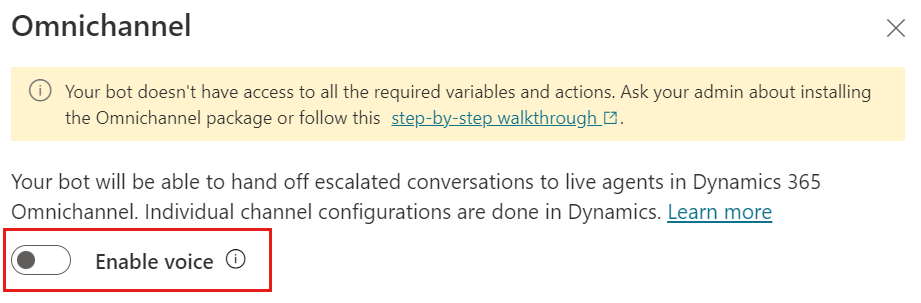 Omnichannel
Your bot doesn't have access to all the required variables and actions. Ask your admin about installing
the Omnichannel package or follow this step-by-step walkthrough.
Your bot will be able to hand off escalated conversations to live agents in Dynamics 365
Omnichannel. Individual channel configurations are done in Dynamics. Learn more
Enable voice